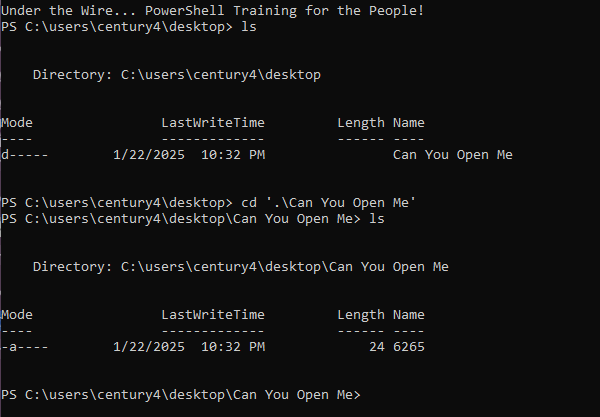 Under the Wire... PowerShell Training for the People!
PS C:\users\century4\desktop> ls
Directory: C:\users\century4\desktop
Mode                LastWriteTime         Length Name
----                -------------         ------ ----
d-----        1/22/2025  10:32 PM                Can You Open Me
PS C:\users\century4\desktop> cd '.\Can You Open Me'
PS C:\users\century4\desktop\Can You Open Me> ls
Directory: C:\users\century4\desktop\Can You Open Me
Mode                LastWriteTime         Length Name
----                -------------         ------ ----
-a----        1/22/2025  10:32 PM             24 6265
PS C:\users\century4\desktop\Can You Open Me>